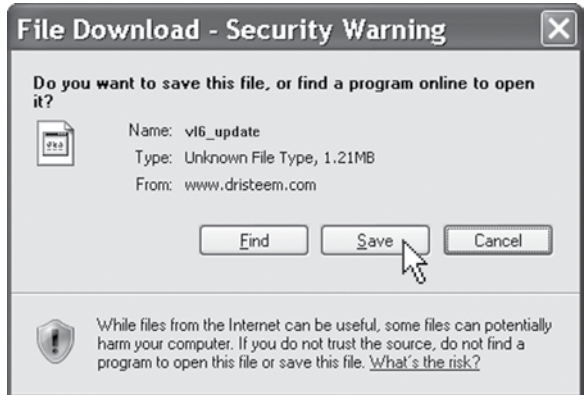 File Download - Security Warning
Do you want to save this file, or find a program online to open
it?
Name: vl6_update
Type: Unknown File Type, 1.21MB
From: www.dristeem.com
Find Save Cancel
While files from the Internet can be useful, some files can potentially
harm your computer. If you do not trust the source, do not find a
program to open this file or save this file. What's the risk?